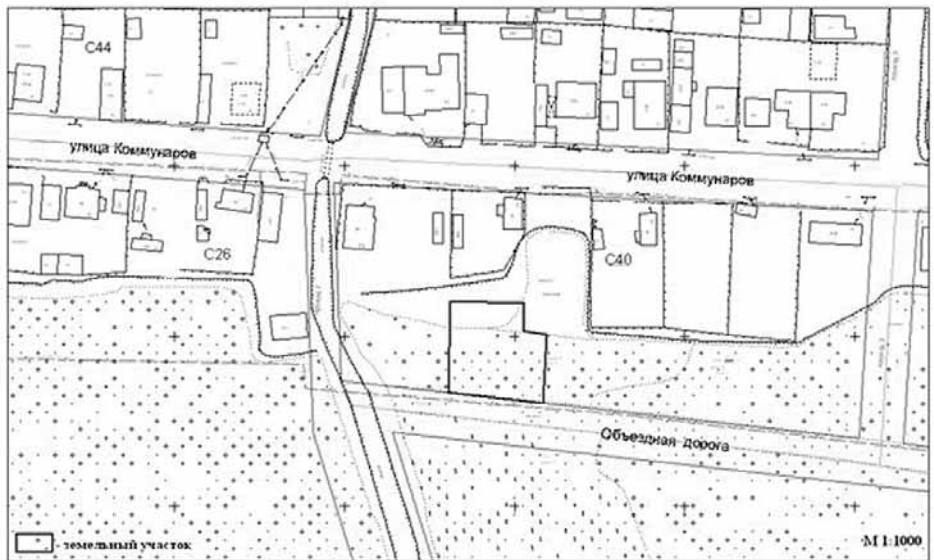 С44
улица Коммунаров
улица Коммунаров
С26
С40
Объездная дорога
- земельный участок
М 1:1000